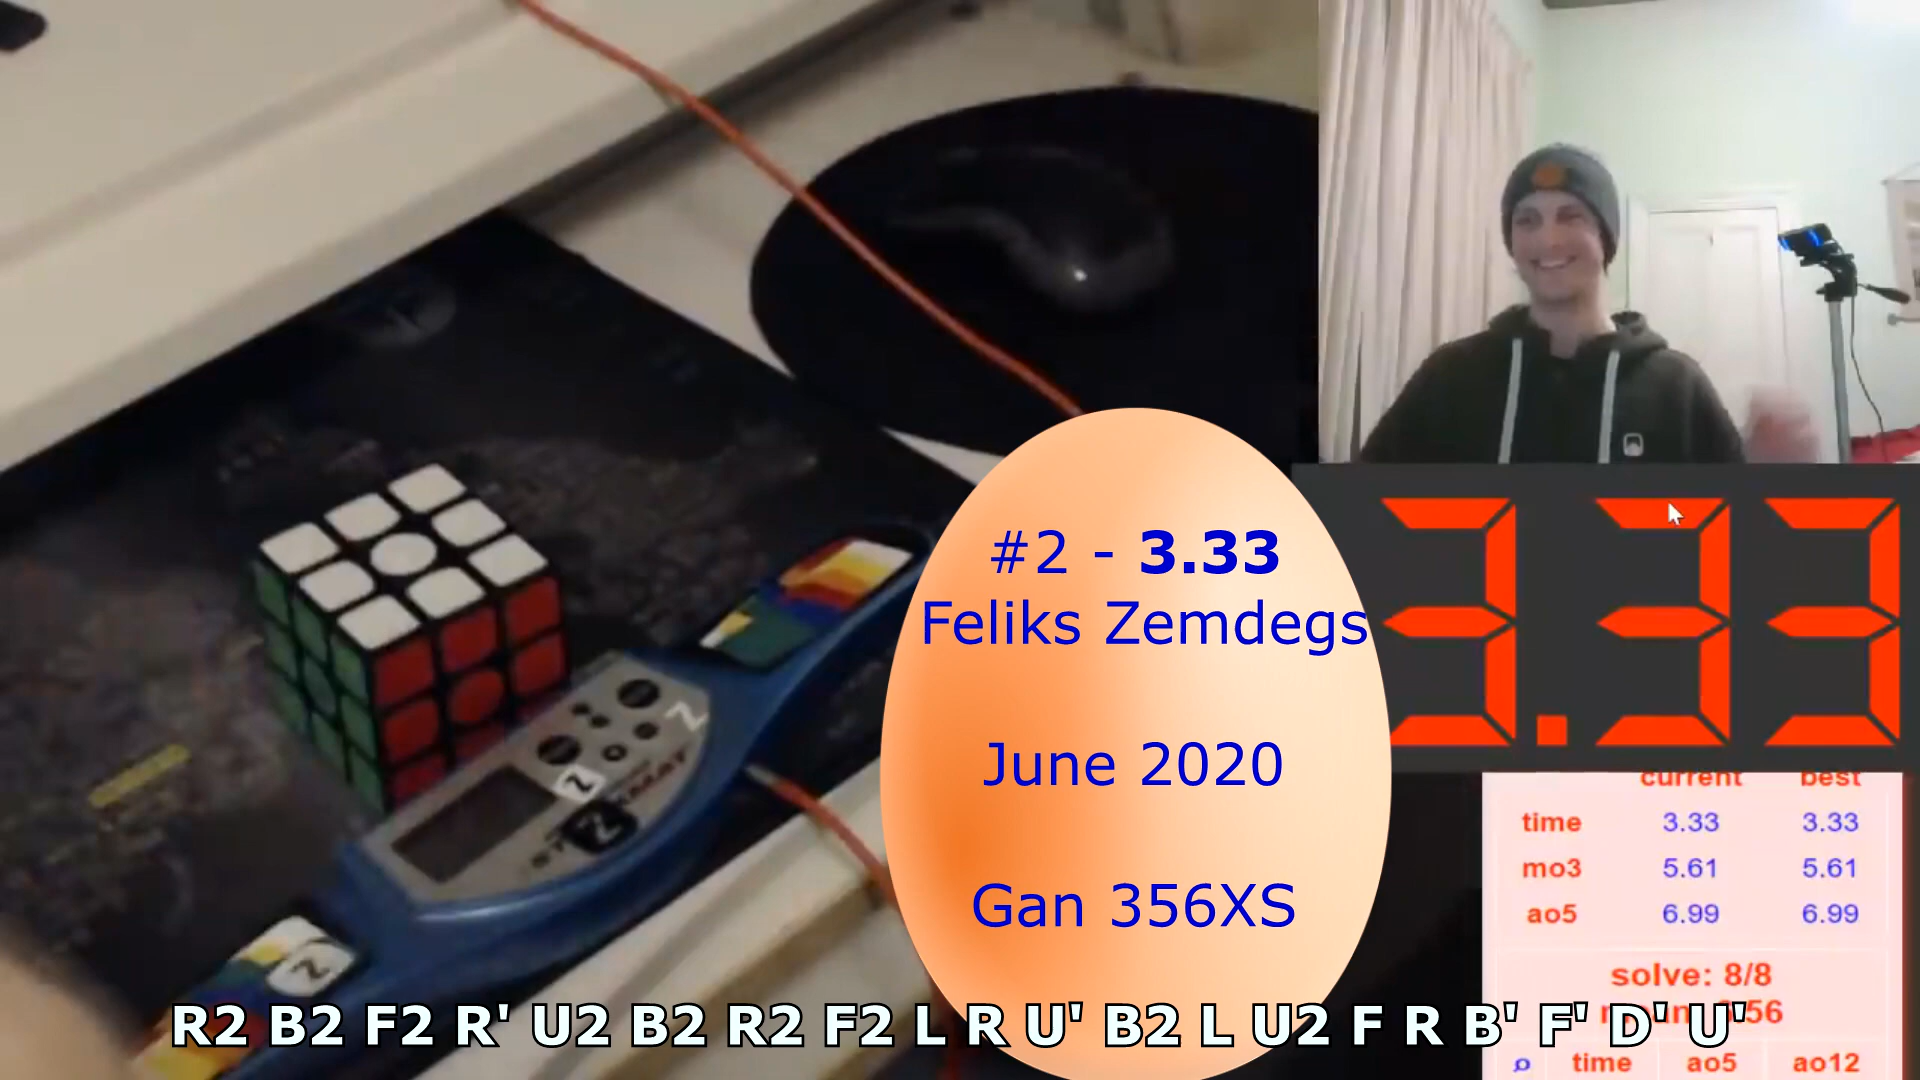 #2 - 3.33
Feliks Zemdegs
June 2020
Gan 356XS
3.33
current best
time 3.33 3.33
mo3 5.61 5.61
ao5 6.99 6.99
solve: 8/8
time ao5 ao12
R2 B2 F2 R' U2 B2 R2 F2 L R U' B2 L U2 F R B' F' D' U'
Z
Z
Z
Z